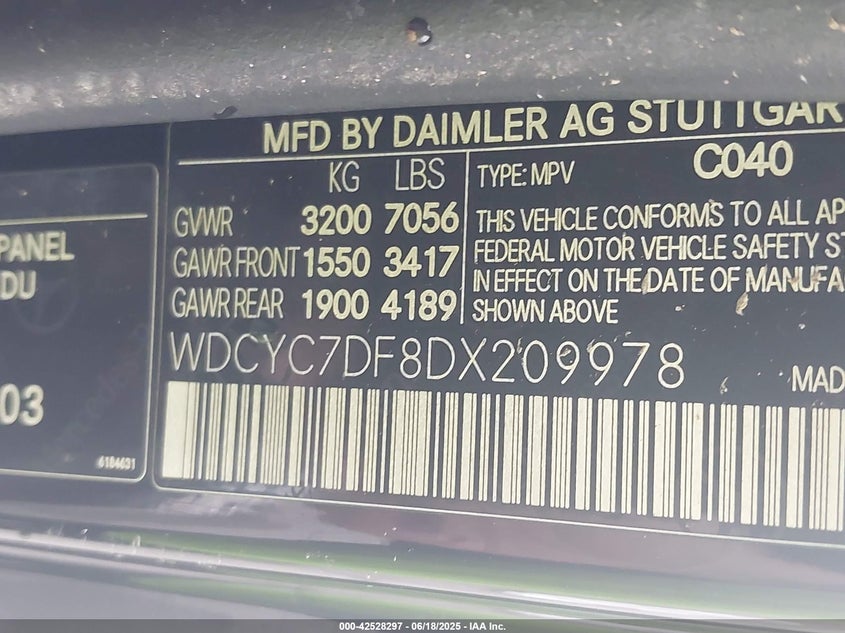 MFD BY DAIMLER AG STUTTGAR
KG LBS
GVWR 3200 7056
GAWR FRONT 1550 3417
GAWR REAR 1900 4189
TYPE: MPV C040
THIS VEHICLE CONFORMS TO ALL AP
FEDERAL MOTOR VEHICLE SAFETY ST
IN EFFECT ON THE DATE OF MANUFA
SHOWN ABOVE
WDCYC7DF8DX209978
MAD
PANEL
DU
03
6184631
000-42528297 - 06/18/2025 - IAA Inc.